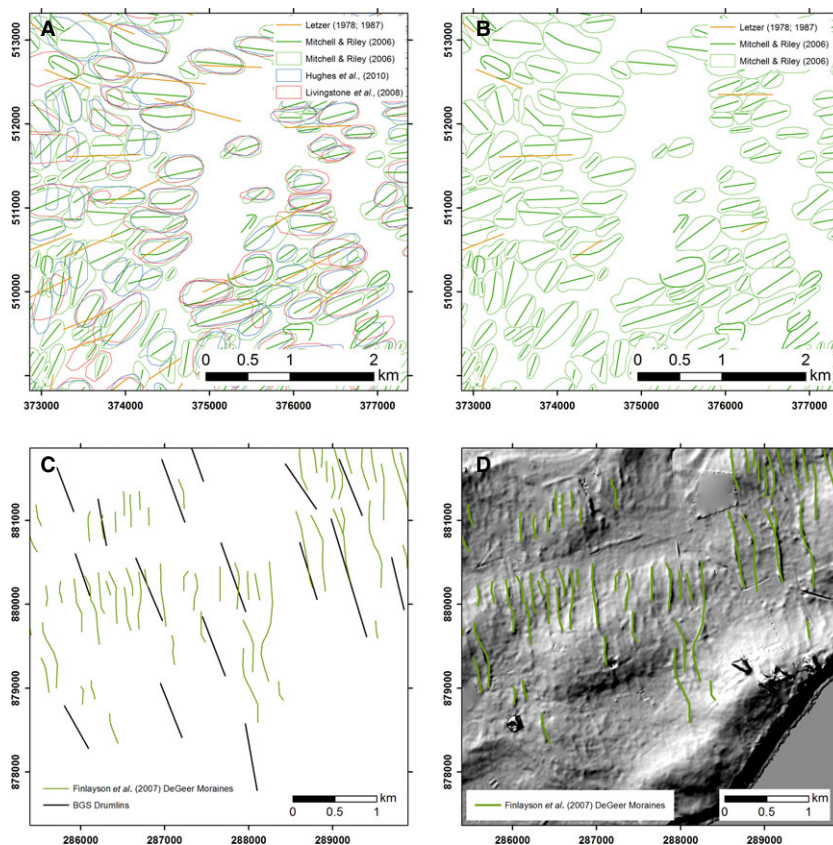 A
Letzer (1978; 1987)
Mitchell & Riley (2006)
Mitchell & Riley (2006)
Hughes et al., (2010)
Livingstone et al., (2008)
513000
512000
511000
510000
0 0.5 1 2
km
373000 374000 375000 376000 377000
B
Letzer (1978; 1987)
Mitchell & Riley (2006)
Mitchell & Riley (2006)
513000
512000
511000
510000
0 0.5 1 2
km
373000 374000 375000 376000 377000
C
881000
880000
879000
878000
Finlayson et al. (2007) DeGeer Moraines
BGS Drumlins
0 0.5 1 km
286000 287000 288000 289000
D
881000
880000
879000
878000
Finlayson et al. (2007) DeGeer Moraines
0 0.5 1 km
286000 287000 288000 289000